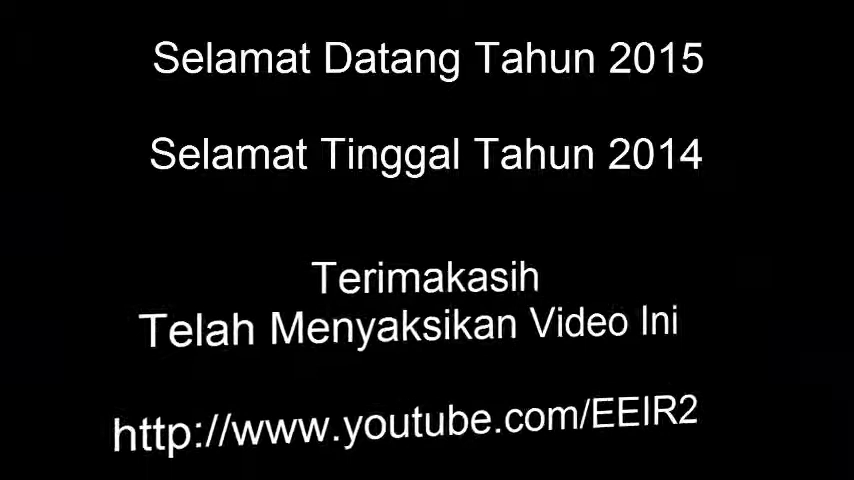 Selamat Datang Tahun 2015
Selamat Tinggal Tahun 2014
Terimakasih
Telah Menyaksikan Video Ini
http://www.youtube.com/EEIR2